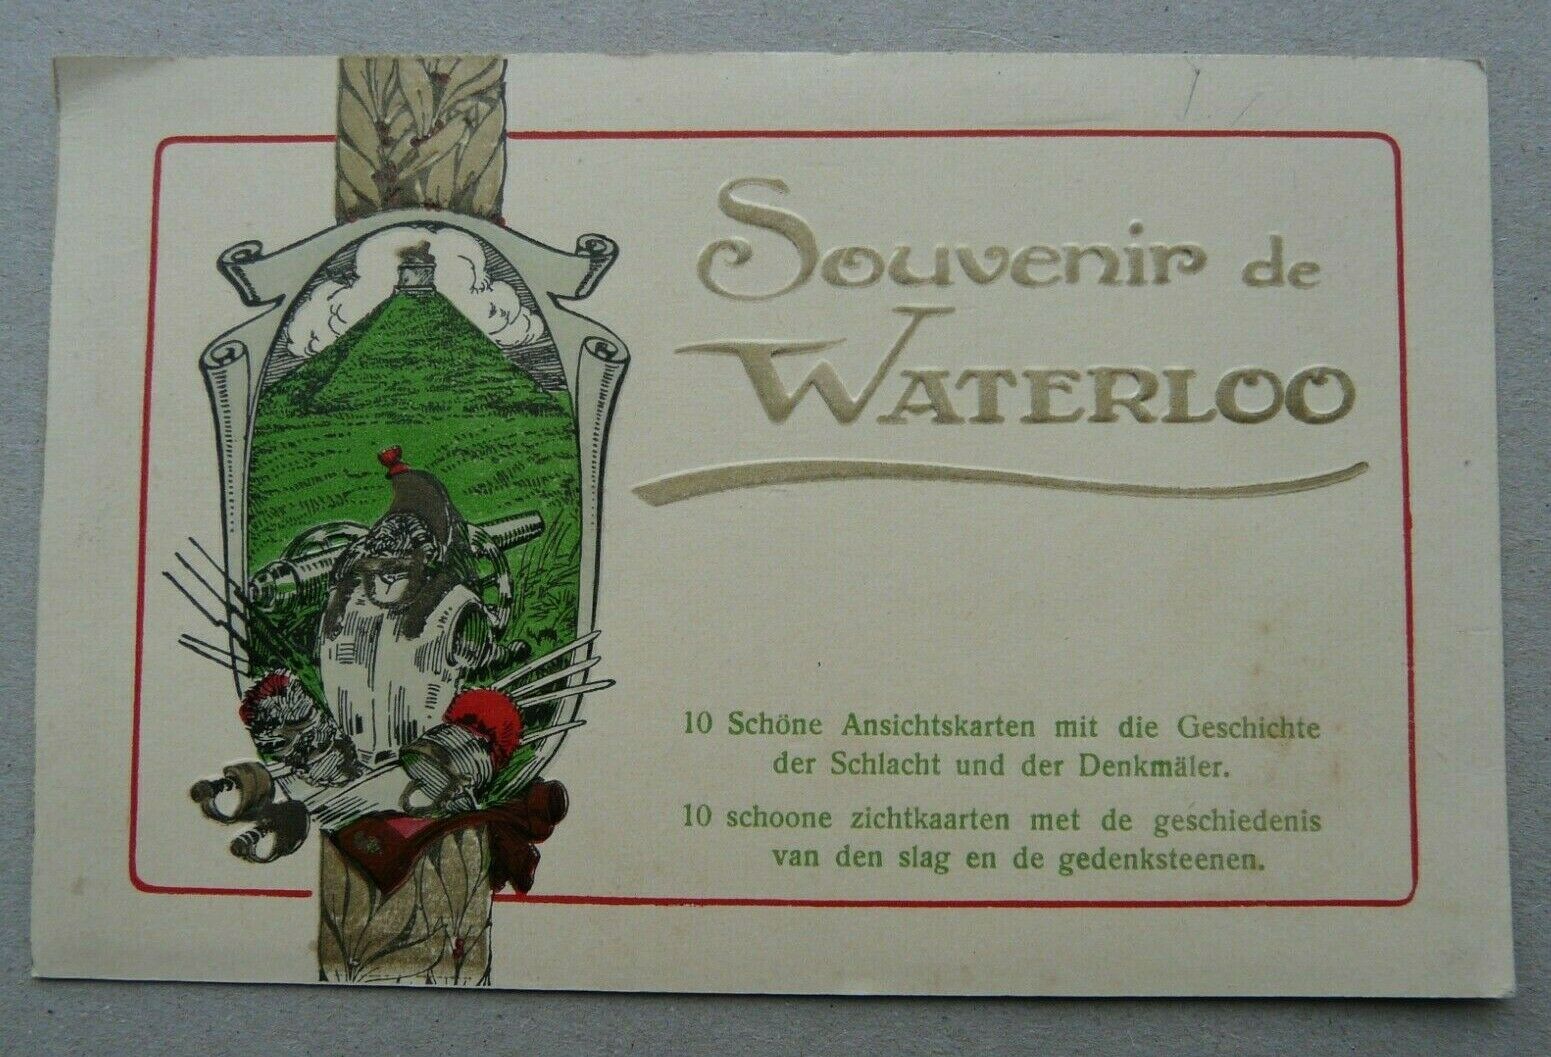 Souvenir de
WATERLOO
10 Schöne Ansichtskarten mit die Geschichte
der Schlacht und der Denkmäler.
10 schoone zichtkaarten met de geschiedenis
van den slag en de gedenksteenen.